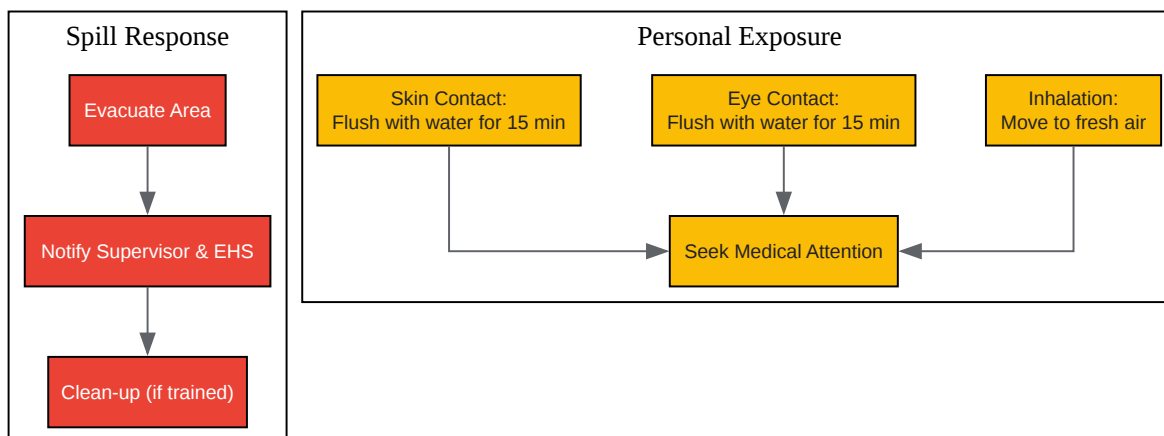 Spill Response
Evacuate Area
Notify Supervisor & EHS
Clean-up (if trained)
Personal Exposure
Skin Contact:
Flush with water for 15 min
Eye Contact:
Flush with water for 15 min
Inhalation:
Move to fresh air
Seek Medical Attention